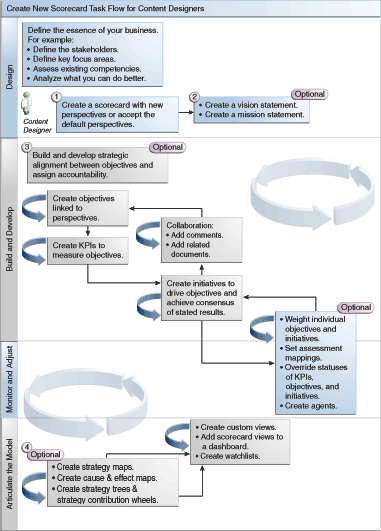 Create New Scorecard Task Flow for Content Designers
Design
Define the essence of your business.
For example:
• Define the stakeholders.
• Define key focus areas.
• Assess existing competencies.
• Analyze what you can do better.
Content
Designer
1
Create a scorecard with new
perspectives or accept the
default perspectives.
2
Optional
• Create a vision statement.
• Create a mission statement.
Build and Develop
3
Optional
Build and develop strategic
alignment between objectives and
assign accountability.
Create objectives
linked to
perspectives.
Create KPIs to
measure objectives.
Collaboration:
• Add comments.
• Add related
documents.
Create initiatives to
drive objectives and
achieve consensus
of stated results.
Optional
• Weight individual
objectives and
initiatives.
• Set assessment
mappings.
• Override statuses
of KPIs,
objectives, and
initiatives.
• Create agents.
Monitor and Adjust
Articulate the Model
4
Optional
• Create strategy maps.
• Create cause & effect maps.
• Create strategy trees &
strategy contribution wheels.
• Create custom views.
• Add scorecard views to
a dashboard.
• Create watchlists.